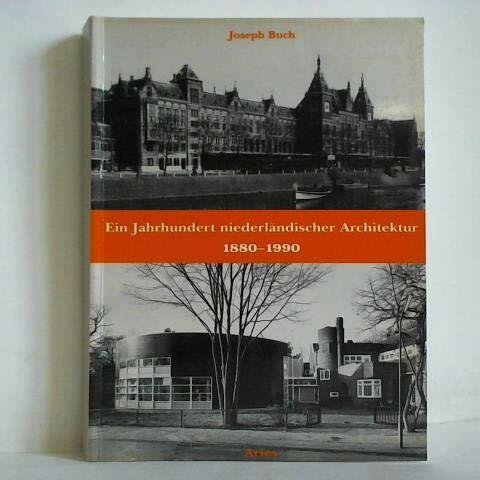 Joseph Buch
Ein Jahrhundert niederländischer Architektur
1880–1990
Aries